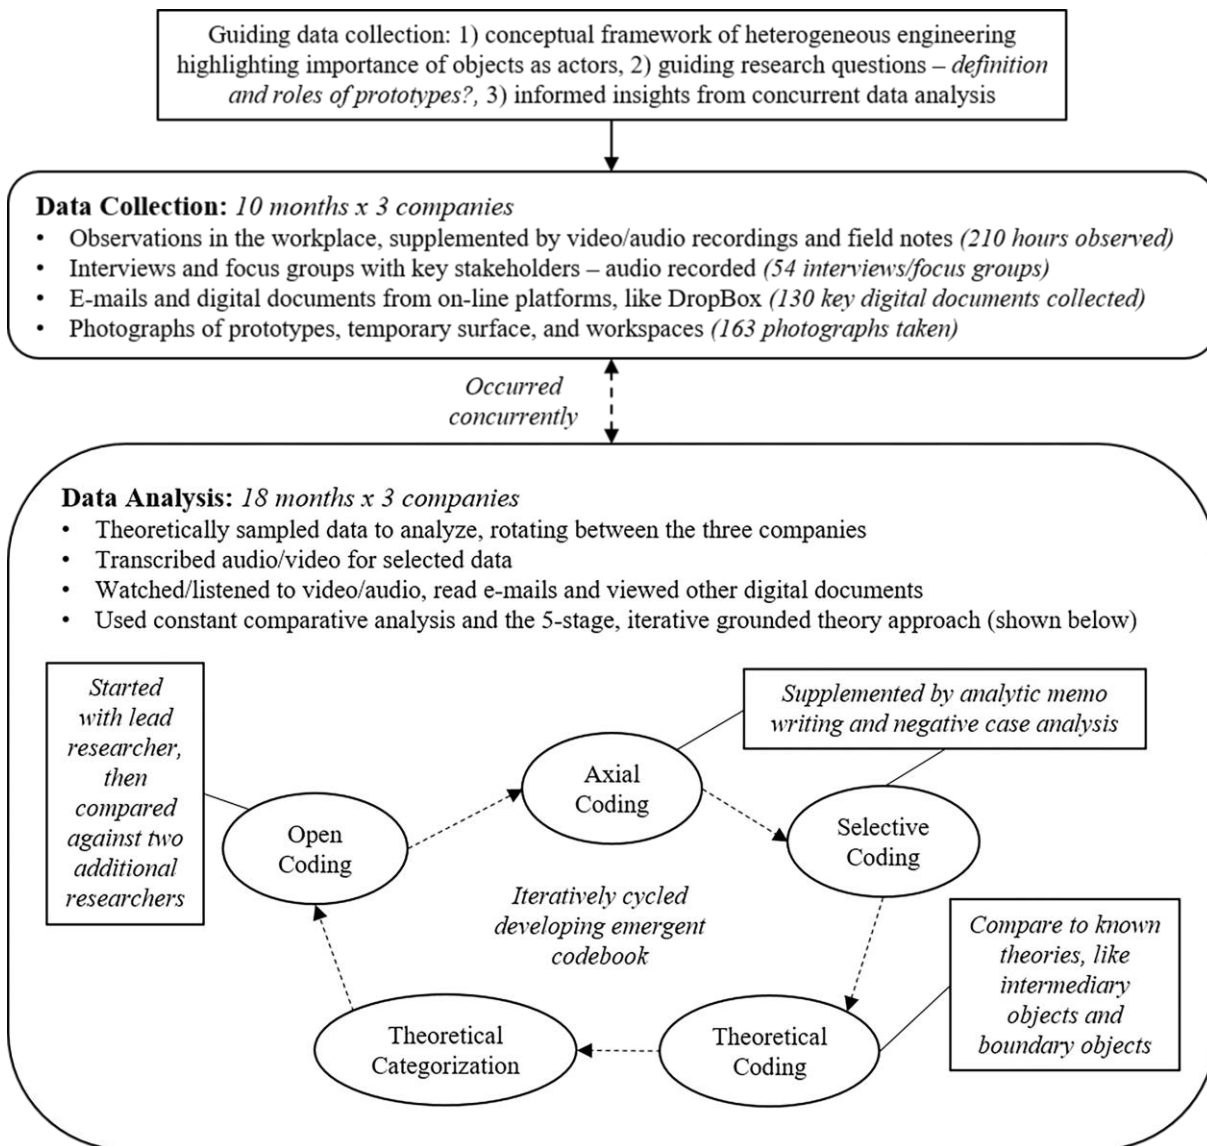 Guiding data collection: 1) conceptual framework of heterogeneous engineering
highlighting importance of objects as actors, 2) guiding research questions – definition
and roles of prototypes?, 3) informed insights from concurrent data analysis
Data Collection: 10 months x 3 companies
• Observations in the workplace, supplemented by video/audio recordings and field notes (210 hours observed)
• Interviews and focus groups with key stakeholders – audio recorded (54 interviews/focus groups)
• E-mails and digital documents from on-line platforms, like DropBox (130 key digital documents collected)
• Photographs of prototypes, temporary surface, and workspaces (163 photographs taken)
Occurred
concurrently
Data Analysis: 18 months x 3 companies
• Theoretically sampled data to analyze, rotating between the three companies
• Transcribed audio/video for selected data
• Watched/listened to video/audio, read e-mails and viewed other digital documents
• Used constant comparative analysis and the 5-stage, iterative grounded theory approach (shown below)
Started
with lead
researcher,
then
compared
against two
additional
researchers
Supplemented by analytic memo
writing and negative case analysis
Open
Coding
Axial
Coding
Selective
Coding
Iteratively cycled
developing emergent
codebook
Compare to known
theories, like
intermediary
objects and
boundary objects
Theoretical
Categorization
Theoretical
Coding